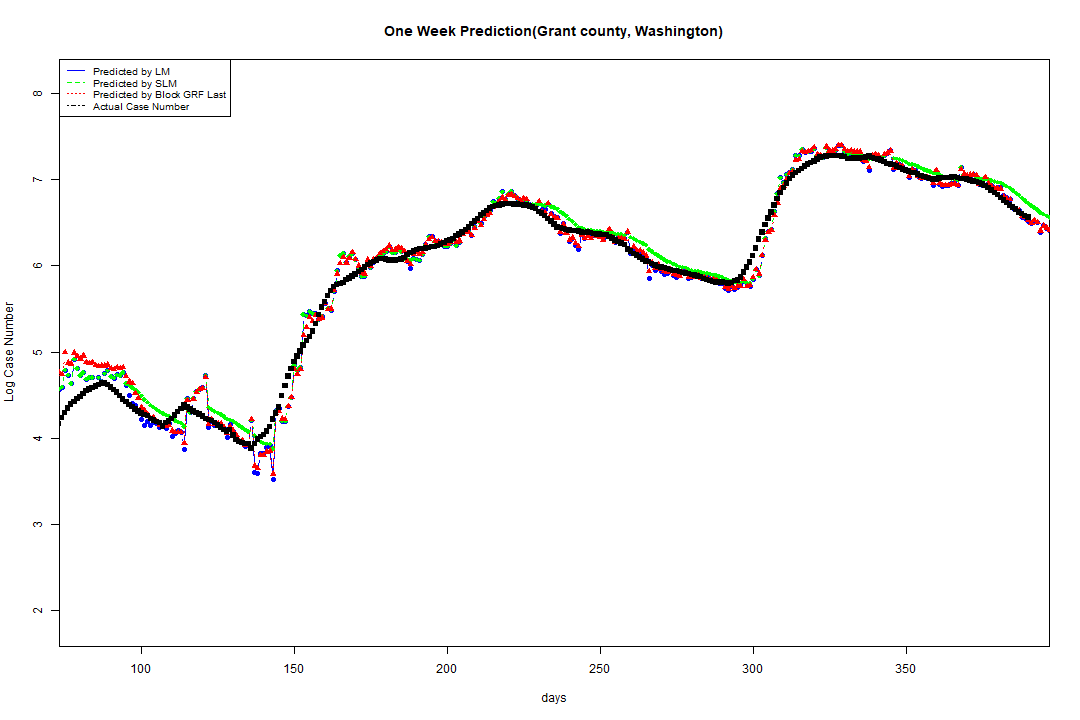 One Week Prediction(Grant county, Washington)
Predicted by LM
Predicted by SLM
Predicted by Block GRF Last
Actual Case Number
8
7
6
5
4
3
2
Log Case Number
100 150 200 250 300 350
days